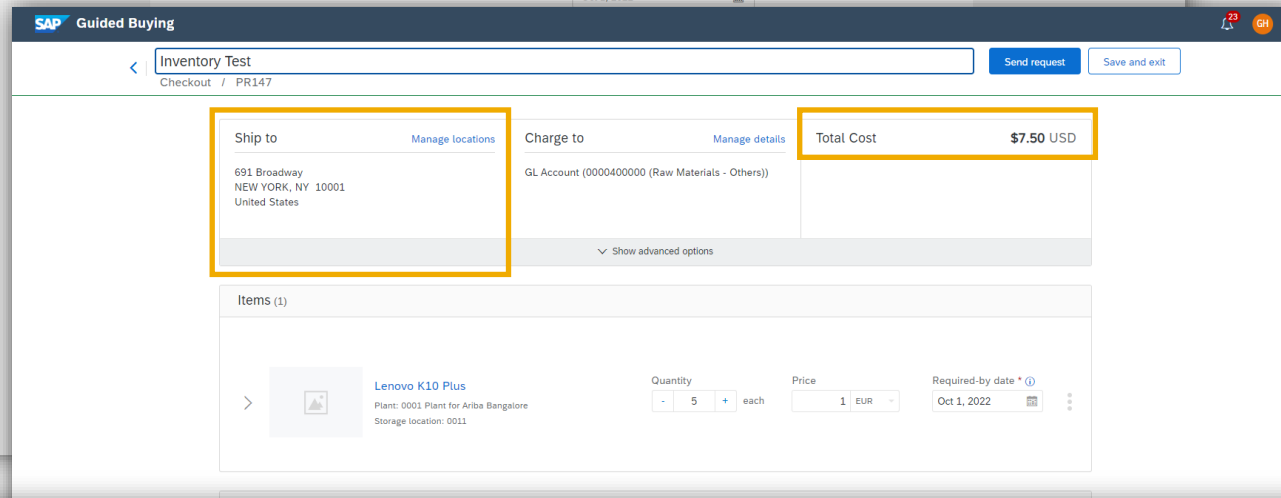 SAP Guided Buying
23
GH
Inventory Test
Send request
Save and exit
Checkout / PR147
Ship to
Manage locations
691 Broadway
NEW YORK, NY 10001
United States
Charge to
Manage details
GL Account (0000400000 (Raw Materials - Others))
Total Cost
$7.50 USD
Show advanced options
Items (1)
Lenovo K10 Plus
Plant: 0001 Plant for Ariba Bangalore
Storage location: 0011
Quantity
- 5 + each
Price
1 EUR
Required-by date *
Oct 1, 2022